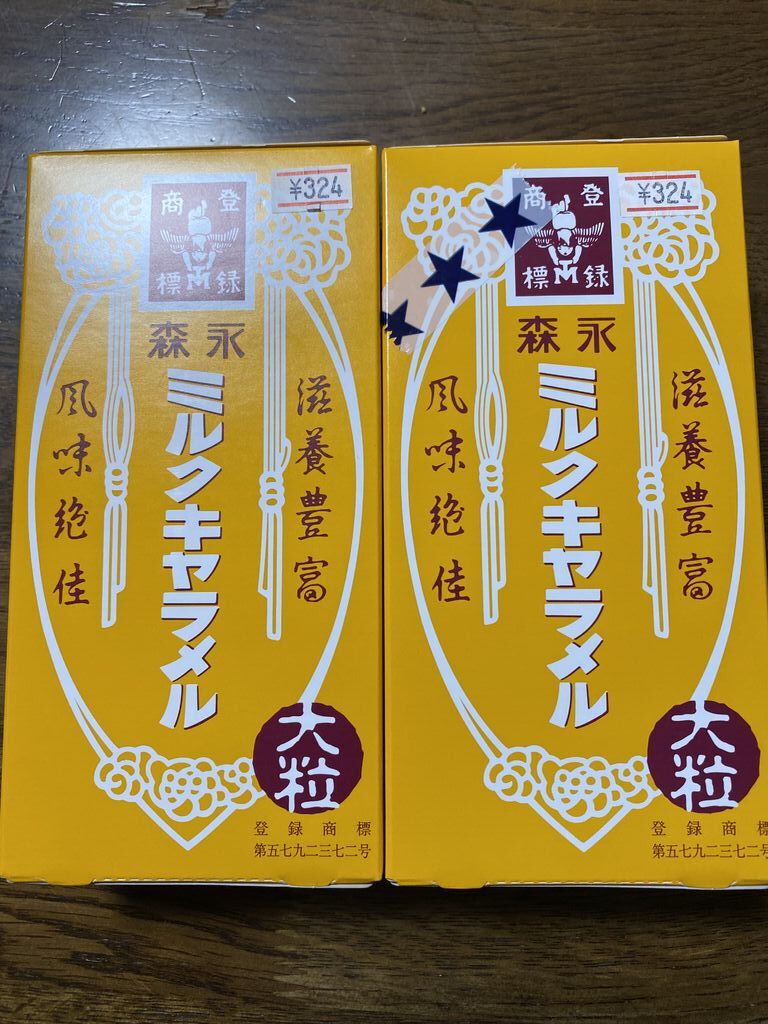 ¥324
登録
商標
森永
ミルクキャラメル
滋養豊富
風味絶佳
大粒
登録商標
第五七九二三七二号
¥324
登録
商標
森永
ミルクキャラメル
滋養豊富
風味絶佳
大粒
登録商標
第五七九二三七二号